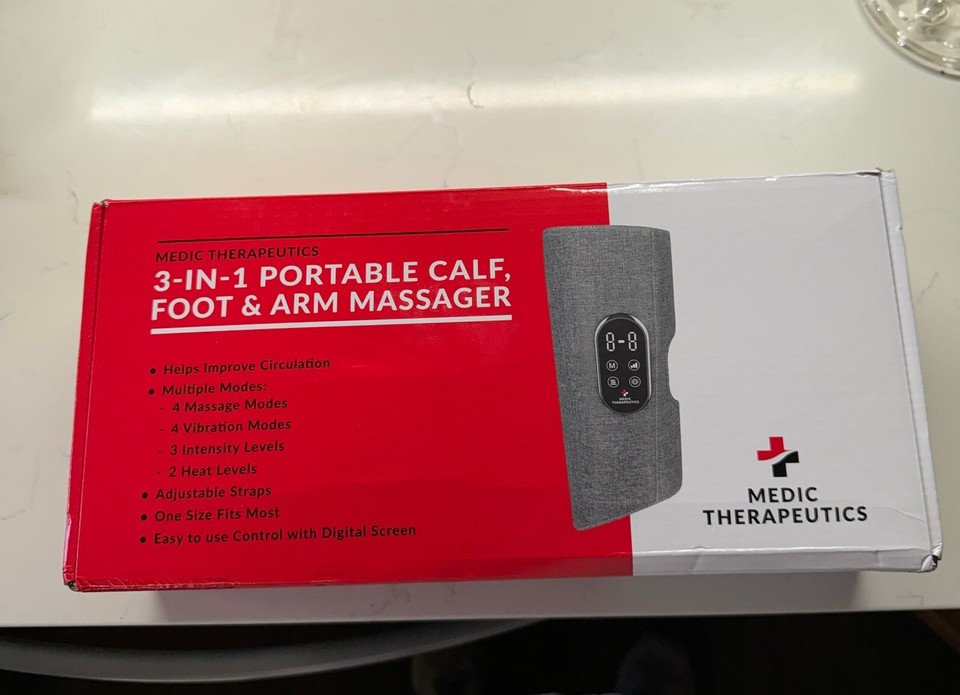 MEDIC THERAPEUTICS
3-IN-1 PORTABLE CALF,
FOOT & ARM MASSAGER
• Helps Improve Circulation
• Multiple Modes:
- 4 Massage Modes
- 4 Vibration Modes
- 3 Intensity Levels
- 2 Heat Levels
• Adjustable Straps
• One Size Fits Most
• Easy to use Control with Digital Screen
8-8
M
MEDIC
THERAPEUTICS
MEDIC
THERAPEUTICS